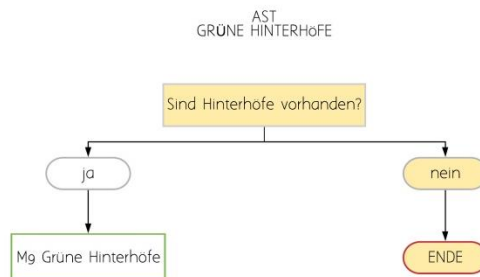 AST
GRÜNE HINTERHÖFE
Sind Hinterhöfe vorhanden?
ja
nein
M9 Grüne Hinterhöfe
ENDE